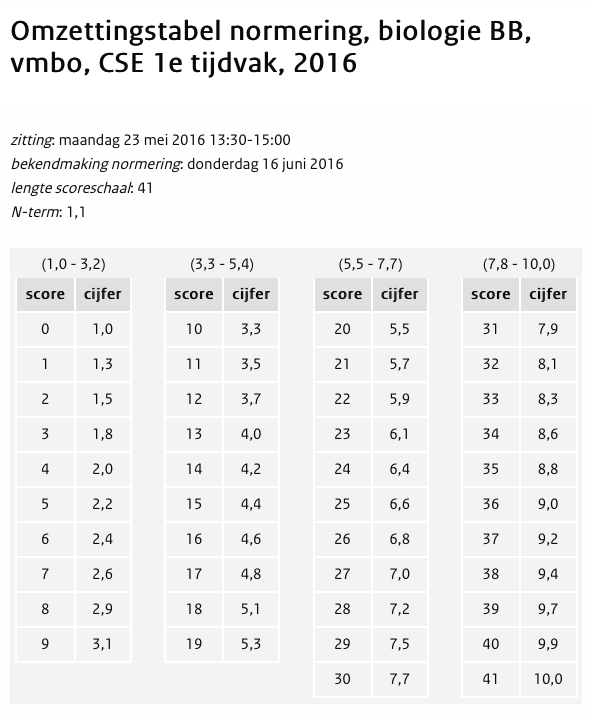 Omzettingstabel normering, biologie BB,
vmbo, CSE 1e tijdvak, 2016
zitting: maandag 23 mei 2016 13:30-15:00
bekendmaking normering: donderdag 16 juni 2016
lengte scoreschaal: 41
N-term: 1,1
(1,0 - 3,2) (3,3 - 5,4) (5,5 - 7,7) (7,8 - 10,0)
score cijfer score cijfer score cijfer score cijfer
0 1,0 10 3,3 20 5,5 31 7,9
1 1,3 11 3,5 21 5,7 32 8,1
2 1,5 12 3,7 22 5,9 33 8,3
3 1,8 13 4,0 23 6,1 34 8,6
4 2,0 14 4,2 24 6,4 35 8,8
5 2,2 15 4,4 25 6,6 36 9,0
6 2,4 16 4,6 26 6,8 37 9,2
7 2,6 17 4,8 27 7,0 38 9,4
8 2,9 18 5,1 28 7,2 39 9,7
9 3,1 19 5,3 29 7,5 40 9,9
30 7,7 41 10,0